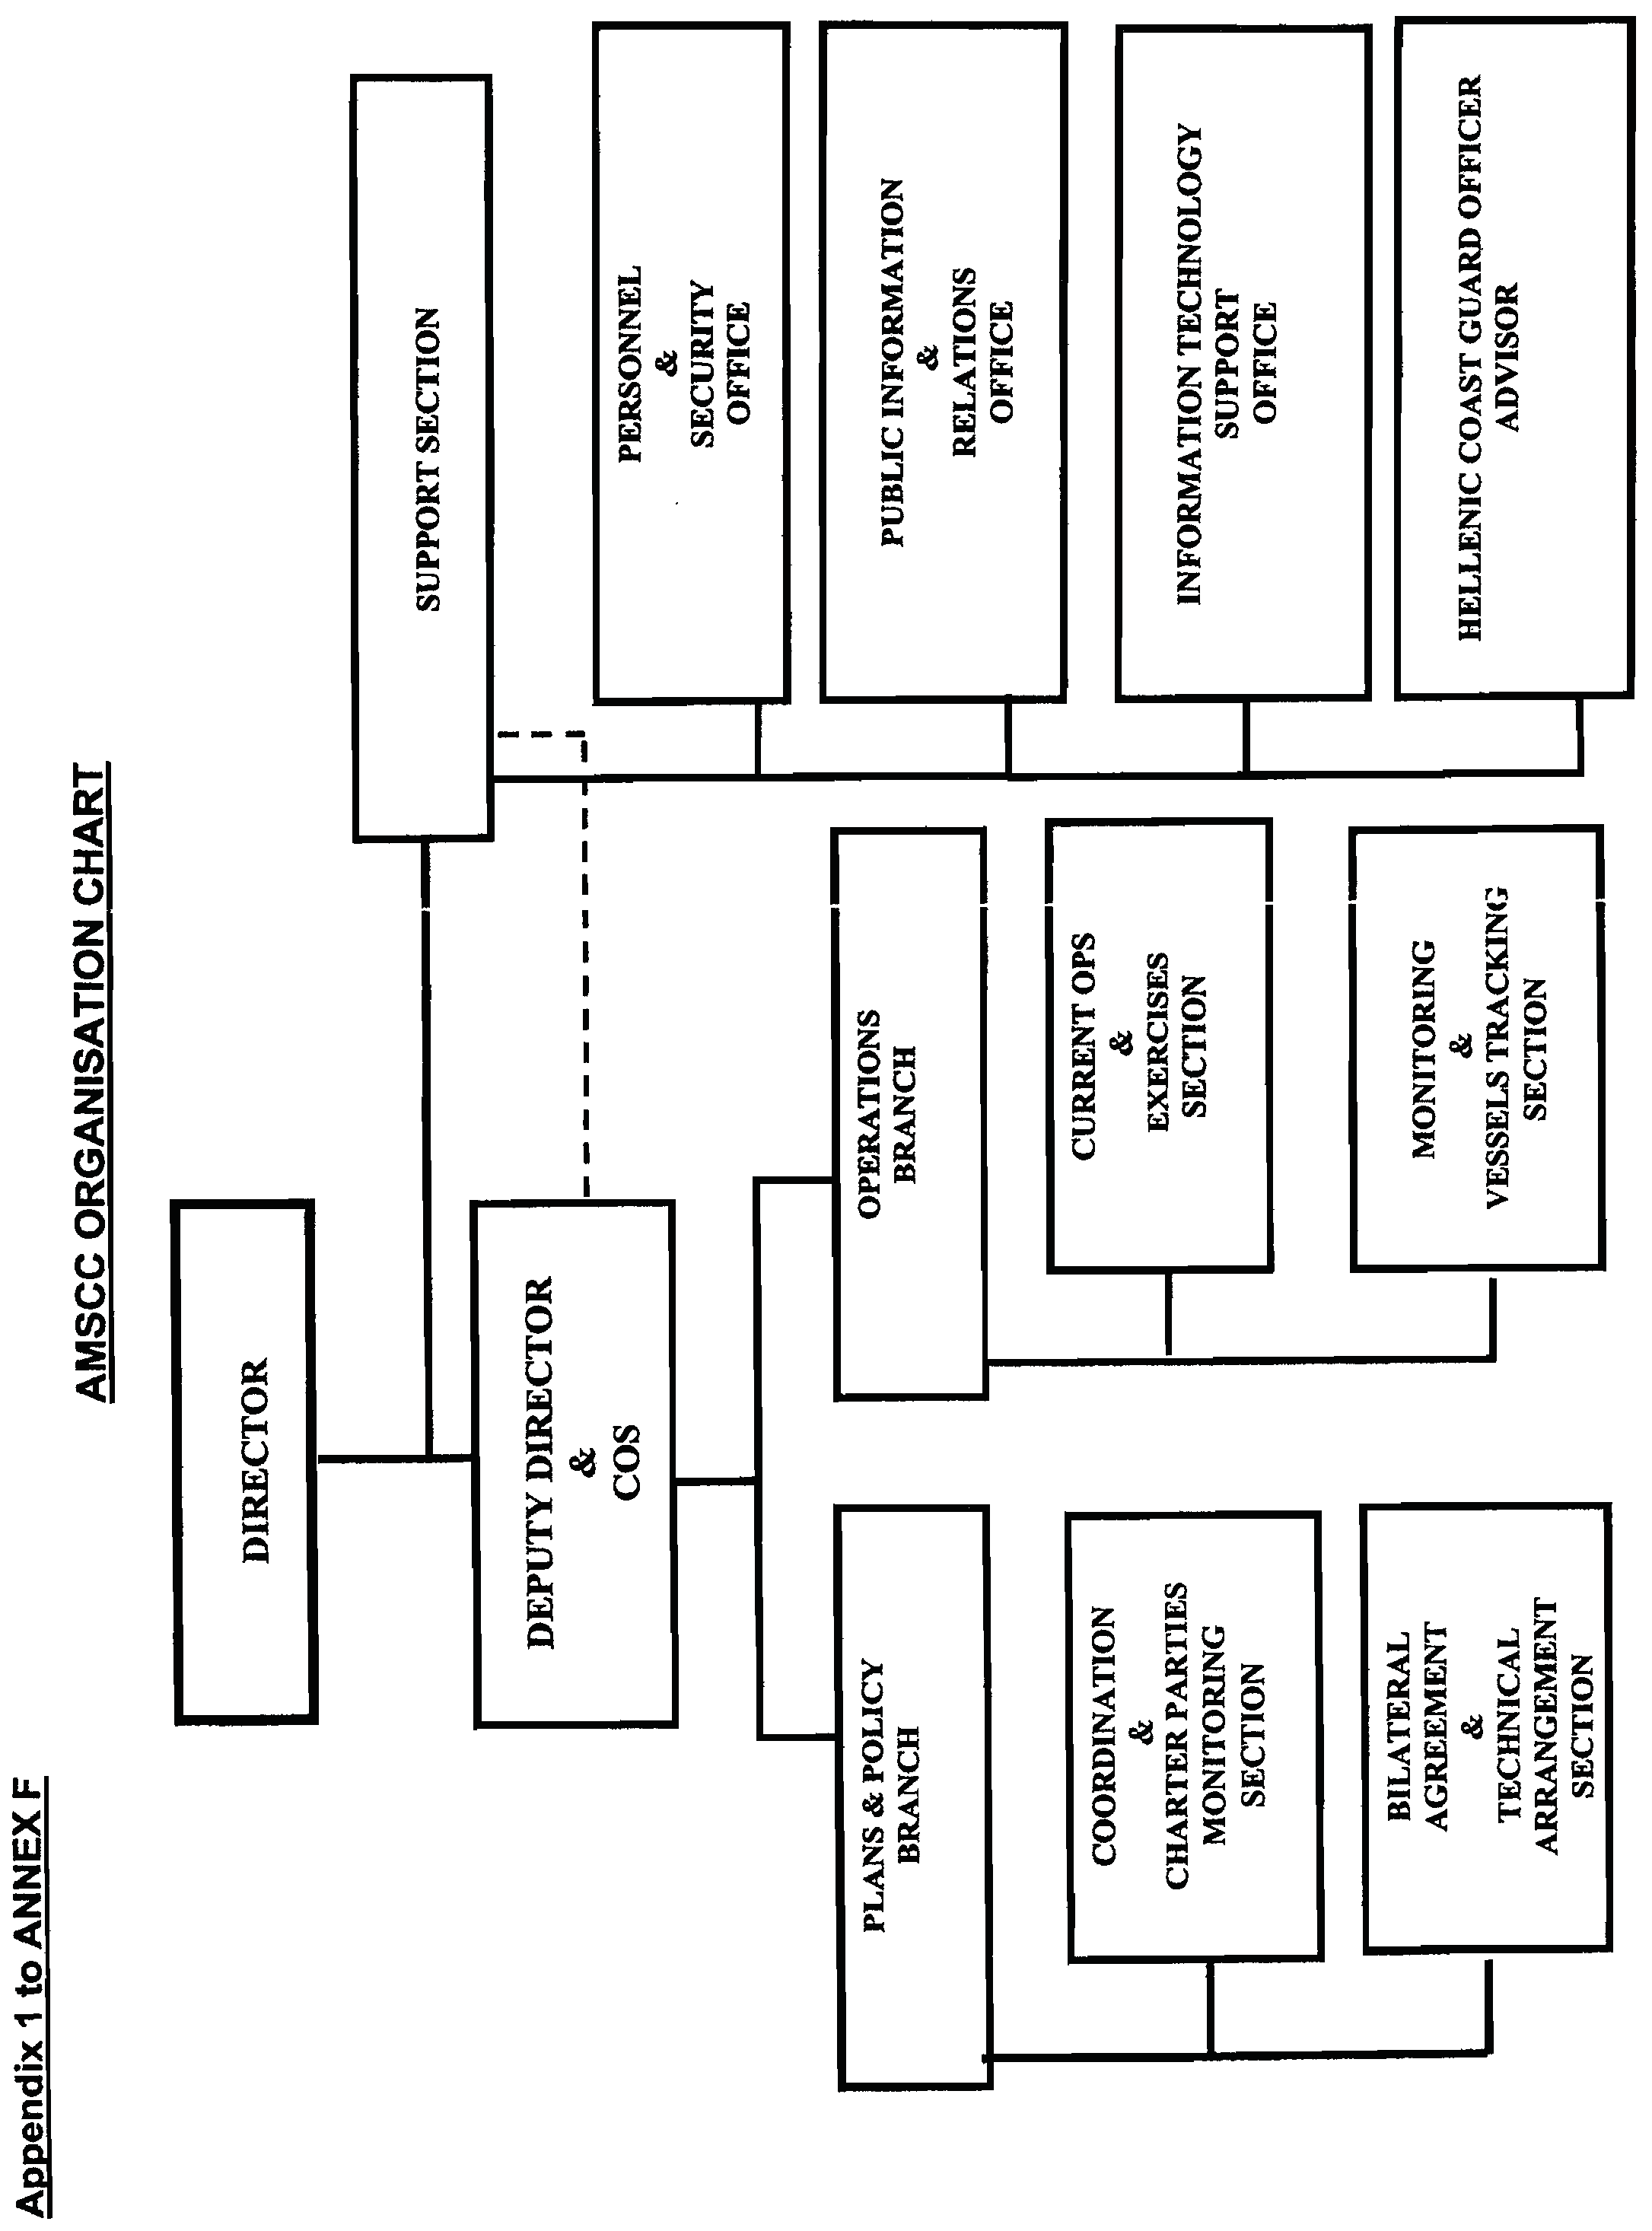 Appendix 1 to ANNEX F
AMSCC ORGANISATION CHART
DIRECTOR
SUPPORT SECTION
DEPUTY DIRECTOR
&
COS
PERSONNEL
&
SECURITY
OFFICE
PUBLIC INFORMATION
&
RELATIONS
OFFICE
INFORMATION TECHNOLOGY
SUPPORT
OFFICE
HELLENIC COAST GUARD OFFICER
ADVISOR
PLANS & POLICY
BRANCH
OPERATIONS
BRANCH
COORDINATION
&
CHARTER PARTIES
MONITORING
SECTION
CURRENT OPS
&
EXERCISES
SECTION
BILATERAL
AGREEMENT
&
TECHNICAL
ARRANGEMENT
SECTION
MONITORING
&
VESSELS TRACKING
SECTION